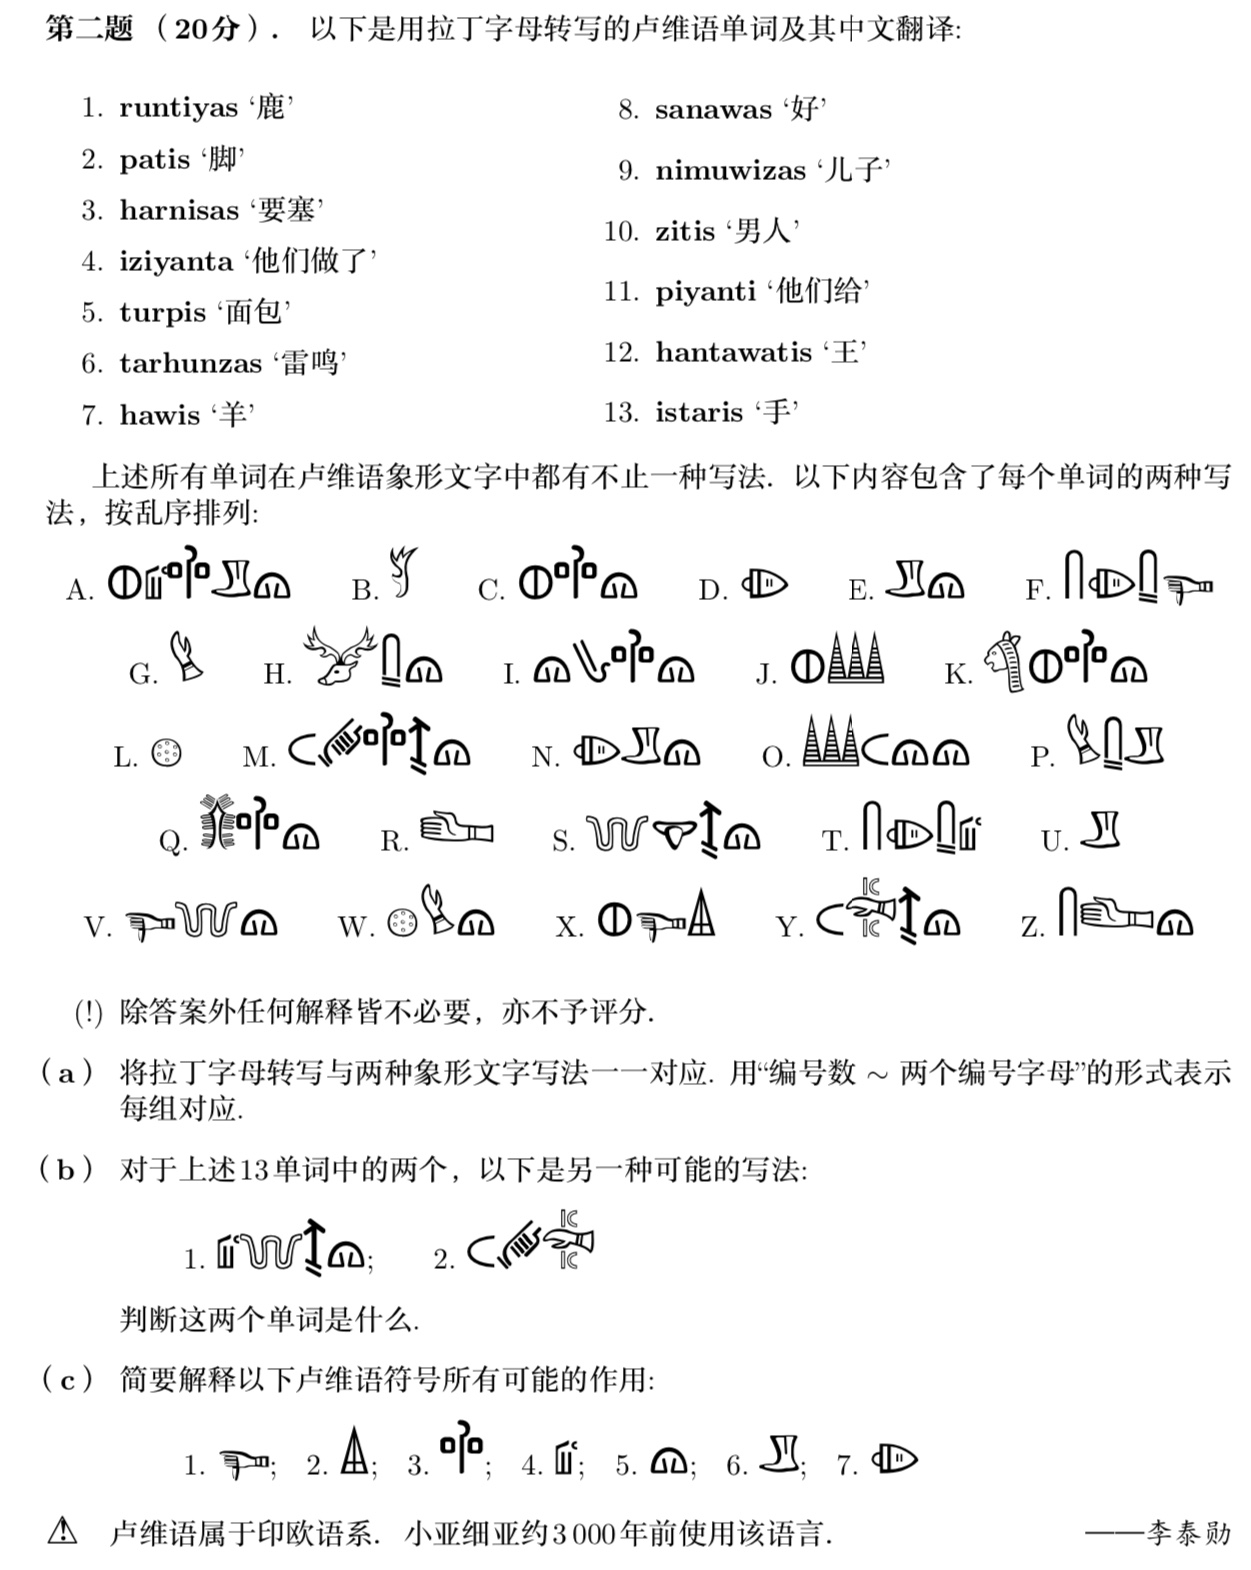 第二题 （20分）． 以下是用拉丁字母转写的卢维语单词及其中文翻译:
1. runtiyas ‘鹿’
2. patis ‘脚’
3. harnisas ‘要塞’
4. iziyanta ‘他们做了’
5. turpis ‘面包’
6. tarhunzas ‘雷鸣’
7. hawis ‘羊’
8. sanawas ‘好’
9. nimuwizas ‘儿子’
10. zitis ‘男人’
11. piyanti ‘他们给’
12. hantawatis ‘王’
13. istaris ‘手’
上述所有单词在卢维语象形文字中都有不止一种写法. 以下内容包含了每个单词的两种写
法，按乱序排列:
A. B. C. D. E. F.
G. H. I. J. K.
L. M. N. O. P.
Q. R. S. T. U.
V. W. X. Y. Z.
(!) 除答案外任何解释皆不必要，亦不予评分.
（a） 将拉丁字母转写与两种象形文字写法一一对应. 用“编号数 ~ 两个编号字母”的形式表示
每组对应.
（b） 对于上述13单词中的两个，以下是另一种可能的写法:
1. ; 2.
判断这两个单词是什么.
（c） 简要解释以下卢维语符号所有可能的作用:
1. ; 2. ; 3. ; 4. ; 5. ; 6. ; 7.
⚠ 卢维语属于印欧语系. 小亚细亚约3 000年前使用该语言. ——李泰勋